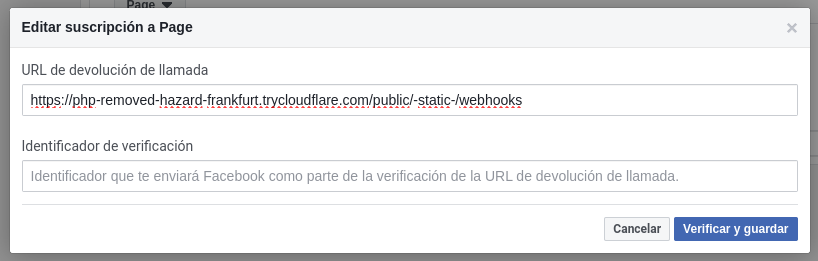 Page
Editar suscripción a Page
×
URL de devolución de llamada
https://php-removed-hazard-frankfurt.trycloudflare.com/public/-static-/webhooks
Identificador de verificación
Identificador que te enviará Facebook como parte de la verificación de la URL de devolución de llamada.
Cancelar Verificar y guardar